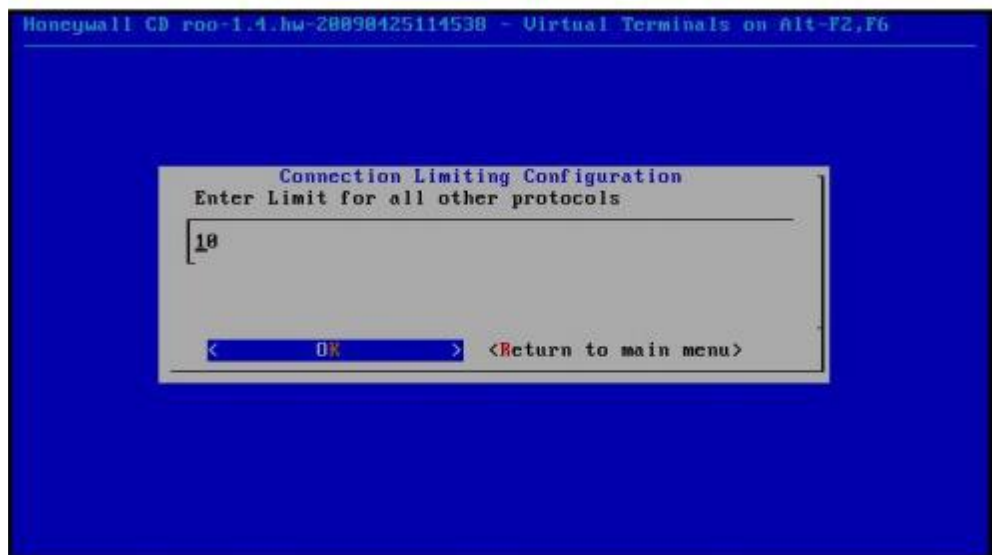 Honeywall CD roo-1.4.hw-20090425114538 - Virtual Terminals on Alt-F2,F6
Connection Limiting Configuration
Enter Limit for all other protocols
10
< OK > <Return to main menu>